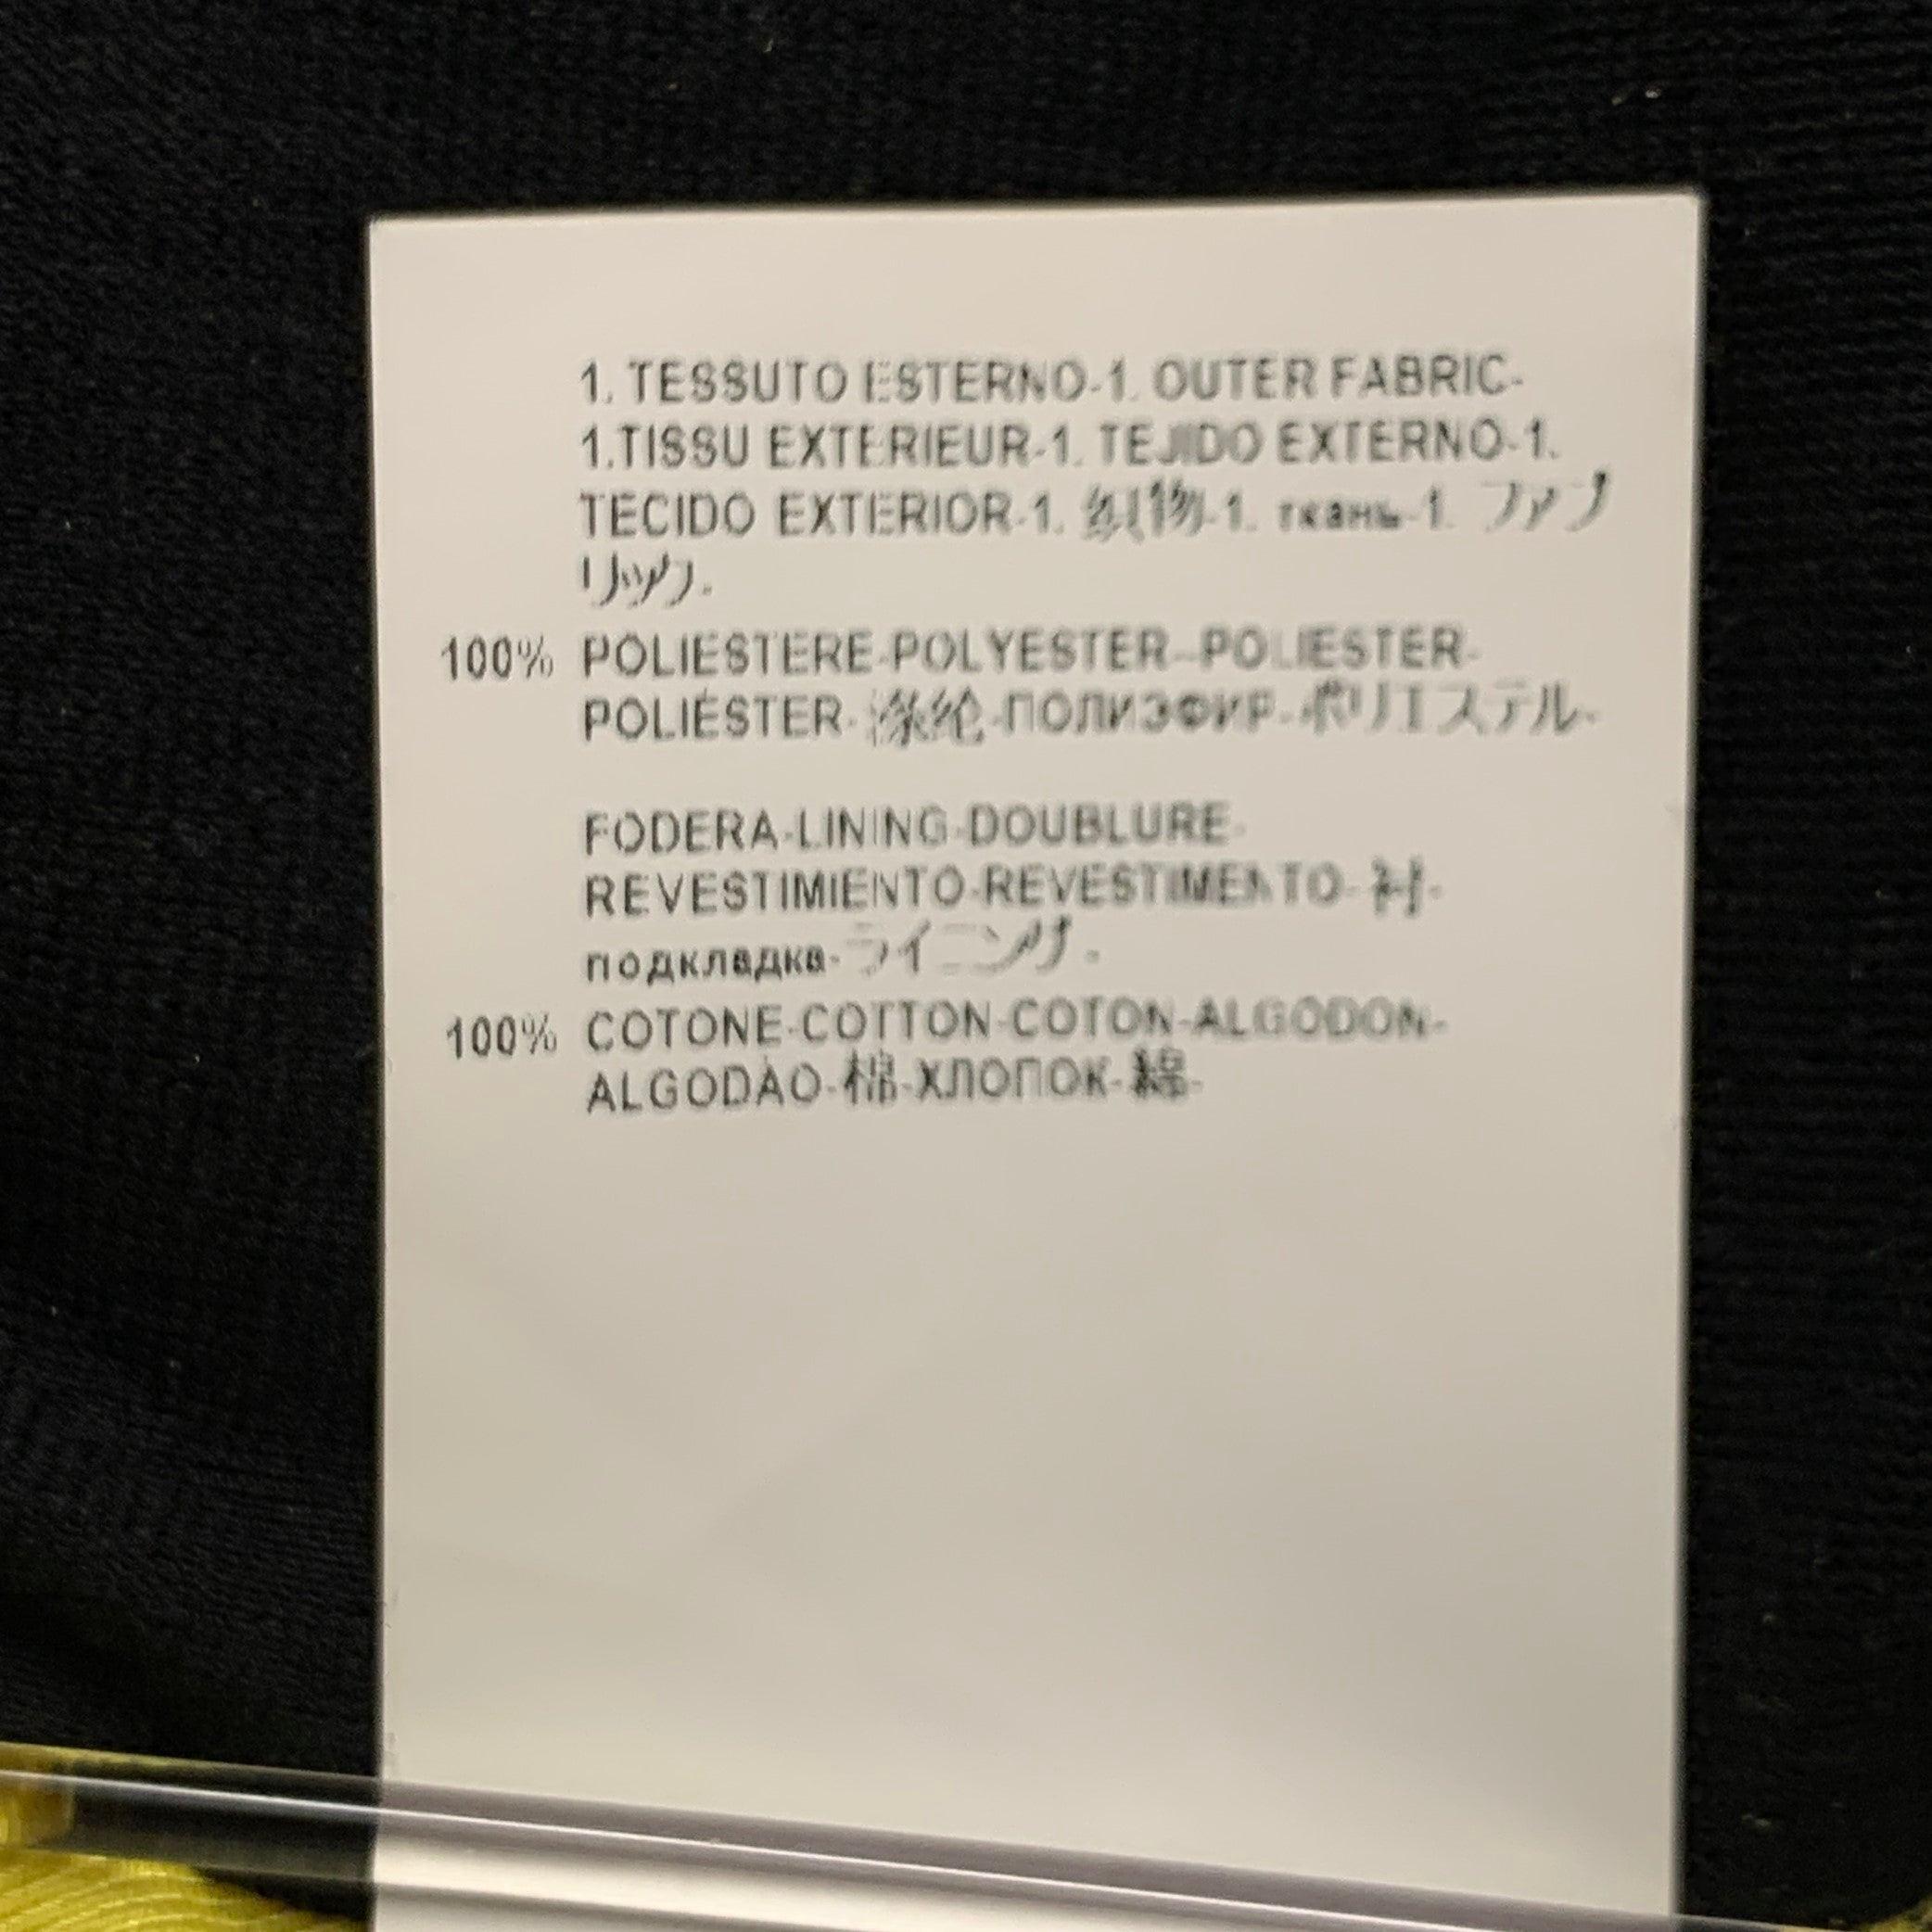 1. TESSUTO ESTERNO-1. OUTER FABRIC-
1.TISSU EXTERIEUR-1. TEJIDO EXTERNO-1.
TECIDO EXTERIOR-1. 织物-1. ткань-1. ファブ
リック.
100% POLIESTERE-POLYESTER--POLIESTER-
POLIÉSTER-涤纶-ПОЛИЭФИР-ポリエステル-
FODERA-LINING-DOUBLURE-
REVESTIMIENTO-REVESTIMENTO-衬-
подкладка-ライニング.
100% COTONE-COTTON-COTON-ALGODON-
ALGODÃO-棉-ХЛОПОК-綿-